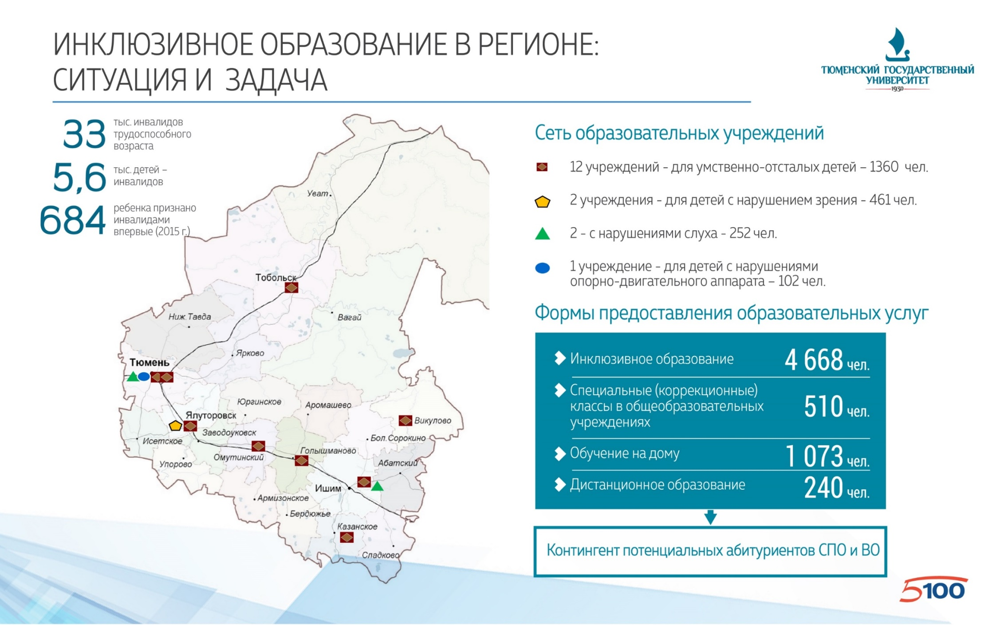 ИНКЛЮЗИВНОЕ ОБРАЗОВАНИЕ В РЕГИОНЕ:
СИТУАЦИЯ И ЗАДАЧА
ТЮМЕНСКИЙ ГОСУДАРСТВЕННЫЙ
УНИВЕРСИТЕТ
1930
33
тыс. инвалидов
трудоспособного
возраста
5,6
тыс. детей –
инвалидов
684
ребенка признано
инвалидами
впервые (2015 г.)
Уват
Тобольск
Ниж.Тавда
Вагай
Ярково
Тюмень
Юргинское
Аромашево
Ялуторовск
Викулово
Заводоуковск
Исетское
Бол.Сорокино
Голышманово
Омутинский
Упорово
Абатский
Ишим
Армизонское
Бердюжье
Казанское
Сладково
Сеть образовательных учреждений
12 учреждений - для умственно-отсталых детей – 1360 чел.
2 учреждения - для детей с нарушением зрения - 461 чел.
2 - с нарушениями слуха - 252 чел.
1 учреждение - для детей с нарушениями
опорно-двигательного аппарата – 102 чел.
Формы предоставления образовательных услуг
Инклюзивное образование 4 668 чел.
Специальные (коррекционные)
классы в общеобразовательных
учреждениях
510 чел.
Обучение на дому 1 073 чел.
Дистанционное образование 240 чел.
Контингент потенциальных абитуриентов СПО и ВО
5100